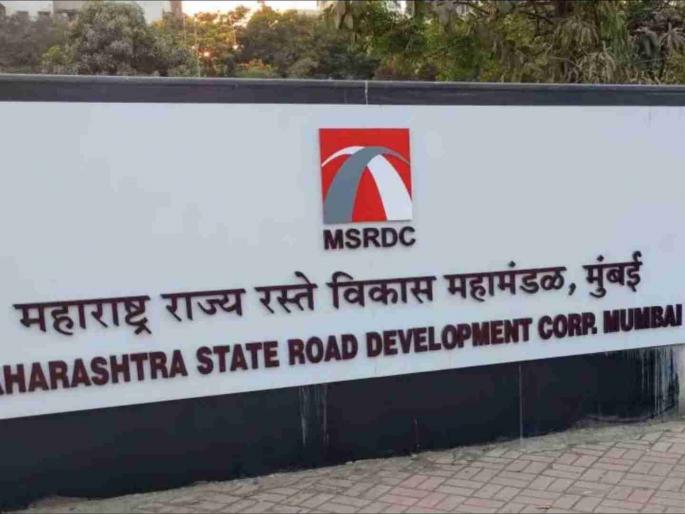 MSRDC
महाराष्ट्र राज्य रस्ते विकास महामंडळ, मुंबई
AHARASHTRA STATE ROAD DEVELOPMENT CORP. MUMBAI